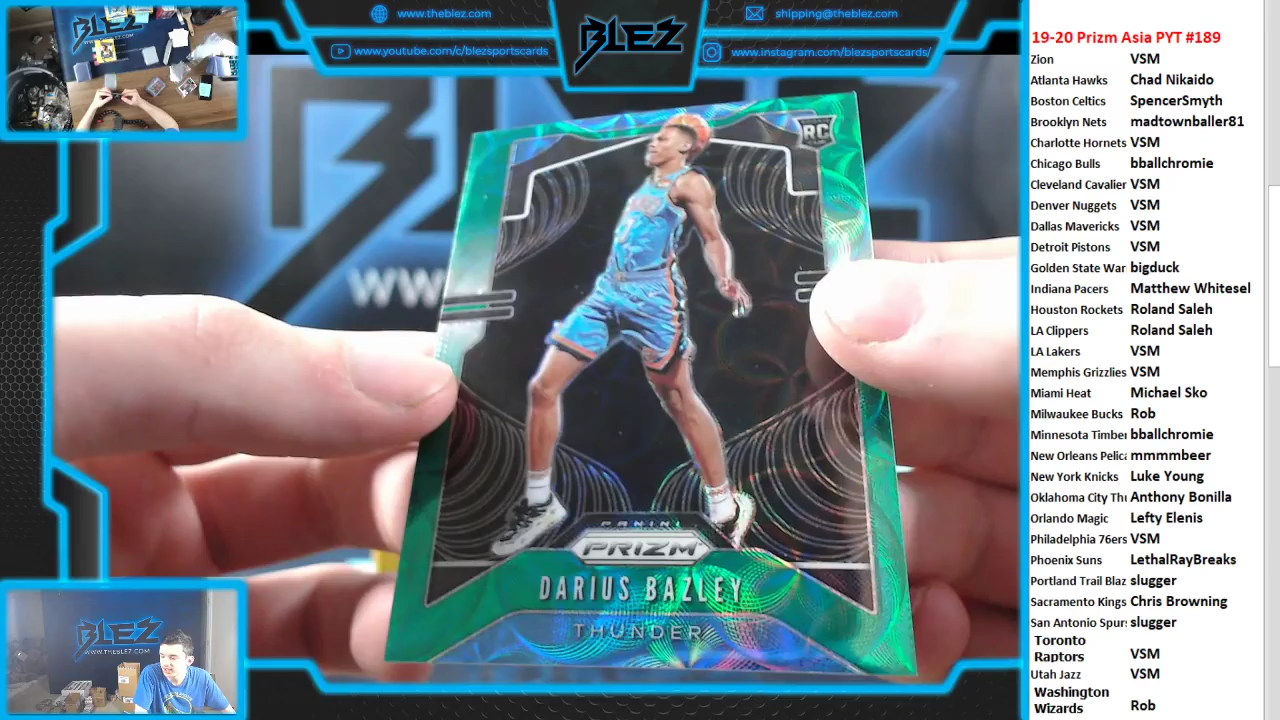 www.theblez.com
shipping@theblez.com
BLEZ
www.youtube.com/c/blezsportscards
www.instagram.com/blezsportscards/
19-20 Prizm Asia PYT #189
Zion VSM
Atlanta Hawks Chad Nikaido
Boston Celtics SpencerSmyth
Brooklyn Nets madtownballer81
Charlotte Hornets VSM
Chicago Bulls bballchromie
Cleveland Cavalier VSM
Denver Nuggets VSM
Dallas Mavericks VSM
Detroit Pistons VSM
Golden State War bigduck
Indiana Pacers Matthew Whitesel
Houston Rockets Roland Saleh
LA Clippers Roland Saleh
LA Lakers VSM
Memphis Grizzlies VSM
Miami Heat Michael Sko
Milwaukee Bucks Rob
Minnesota Timber bballchromie
New Orleans Pelica mmmmbeer
New York Knicks Luke Young
Oklahoma City Thu Anthony Bonilla
Orlando Magic Lefty Elenis
Philadelphia 76ers VSM
Phoenix Suns LethalRayBreaks
Portland Trail Blaz slugger
Sacramento Kings Chris Browning
San Antonio Spurs slugger
Toronto
Raptors VSM
Utah Jazz VSM
Washington
Wizards Rob
BLEZ
WW
RC
PANINI
PRIZM
DARIUS BAZLEY
THUNDER
BLEZ
WWW.THEBLEZ.COM